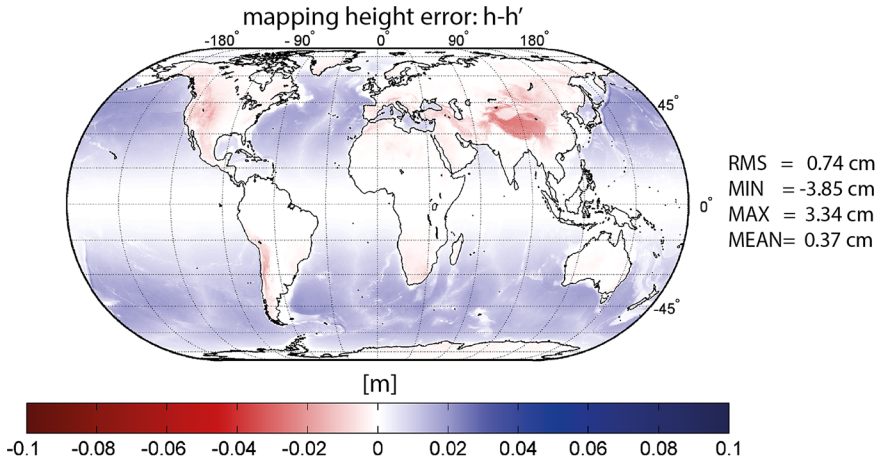 mapping height error: h-h'
-180° - 90° 0° 90° 180°
45°
0°
-45°
RMS = 0.74 cm
MIN = -3.85 cm
MAX = 3.34 cm
MEAN= 0.37 cm
[m]
-0.1 -0.08 -0.06 -0.04 -0.02 0 0.02 0.04 0.06 0.08 0.1